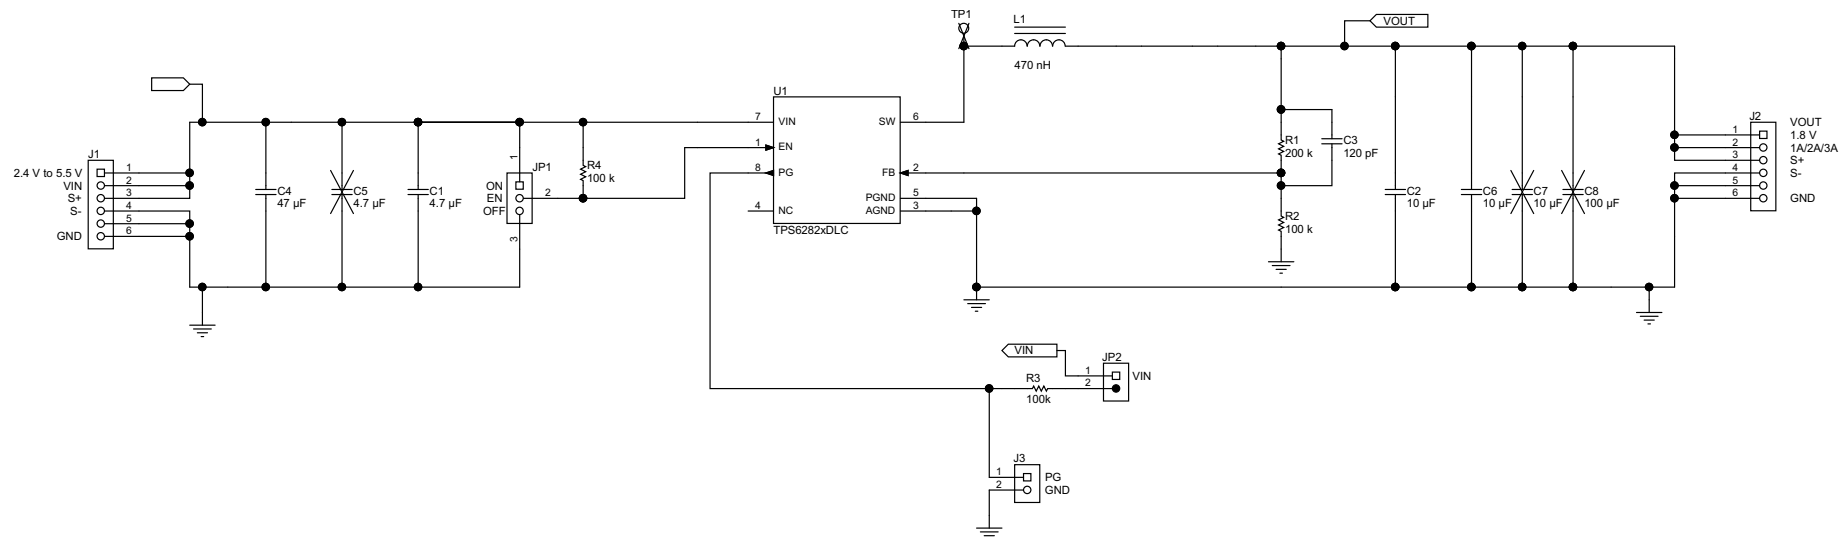 TP1
L1
470 nH
VOUT
J1
2.4 V to 5.5 V
VIN
S+
S-
GND
1
2
3
4
5
6
C4
47 µF
C5
4.7 µF
C1
4.7 µF
1
JP1
ON
EN
OFF
2
3
R4
100 k
U1
7
VIN
1
EN
8
PG
4
NC
SW
6
FB
2
PGND
5
AGND
3
TPS6282xDLC
R1
200 k
C3
120 pF
R2
100 k
C2
10 µF
C6
10 µF
C7
10 µF
C8
100 µF
J2
1
2
3
4
5
6
VOUT
1.8 V
1A/2A/3A
S+
S-
GND
VIN
JP2
1
2
VIN
R3
100k
J3
1
2
PG
GND